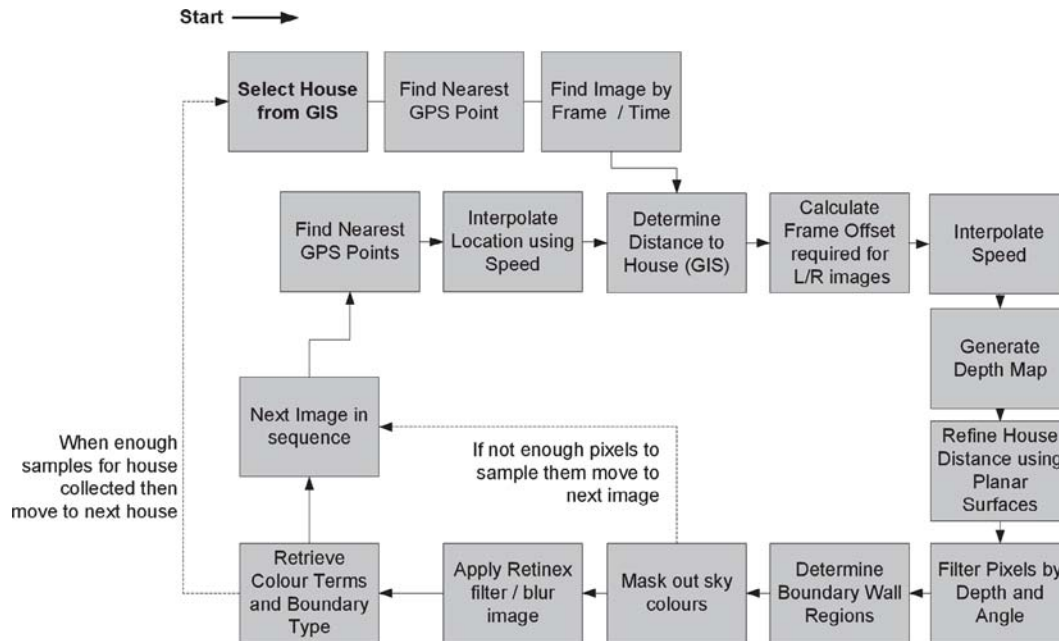 Start
Select House
from GIS
Find Nearest
GPS Point
Find Image by
Frame / Time
Find Nearest
GPS Points
Interpolate
Location using
Speed
Determine
Distance to
House (GIS)
Calculate
Frame Offset
required for
L/R images
Interpolate
Speed
Generate
Depth Map
Refine House
Distance using
Planar
Surfaces
Next Image in
sequence
If not enough pixels to
sample them move to
next image
When enough
samples for house
collected then
move to next house
Retrieve
Colour Terms
and Boundary
Type
Apply Retinex
filter / blur
image
Mask out sky
colours
Determine
Boundary Wall
Regions
Filter Pixels by
Depth and
Angle